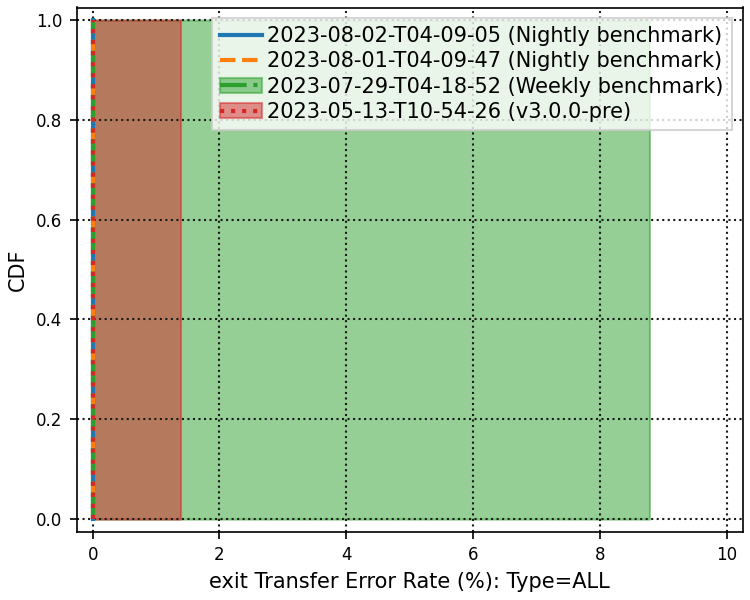 2023-08-02-T04-09-05 (Nightly benchmark)
2023-08-01-T04-09-47 (Nightly benchmark)
2023-07-29-T04-18-52 (Weekly benchmark)
2023-05-13-T10-54-26 (v3.0.0-pre)
CDF
1.0
0.8
0.6
0.4
0.2
0.0
0 2 4 6 8 10
exit Transfer Error Rate (%): Type=ALL